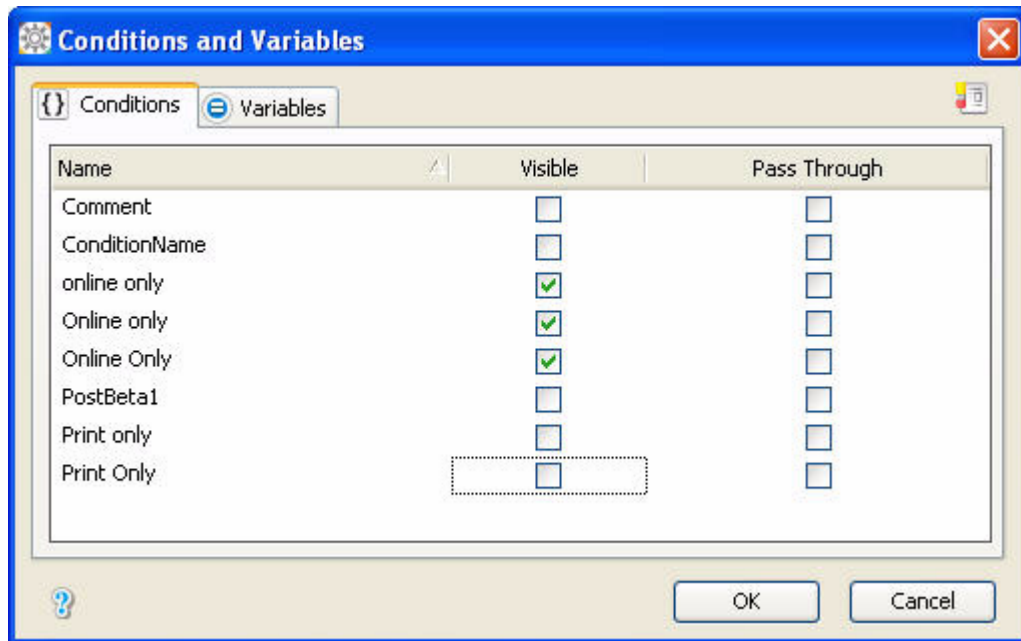 Conditions and Variables
{} Conditions Variables
Name Visible Pass Through
Comment
ConditionName
online only
Online only
Online Only
PostBeta1
Print only
Print Only
? OK Cancel